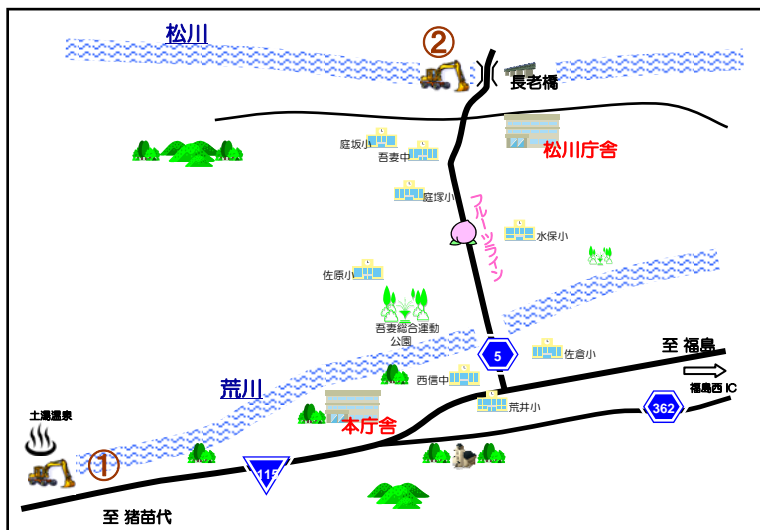 松川
②
長老橋
松川庁舎
庭坂小
吾妻中
庭塚小
フルーツライン
水保小
佐原小
吾妻総合運動
公園
5
佐倉小
至 福島
福島西IC
荒川
西信中
荒井小
362
本庁舎
土湯温泉
①
115
至 猪苗代